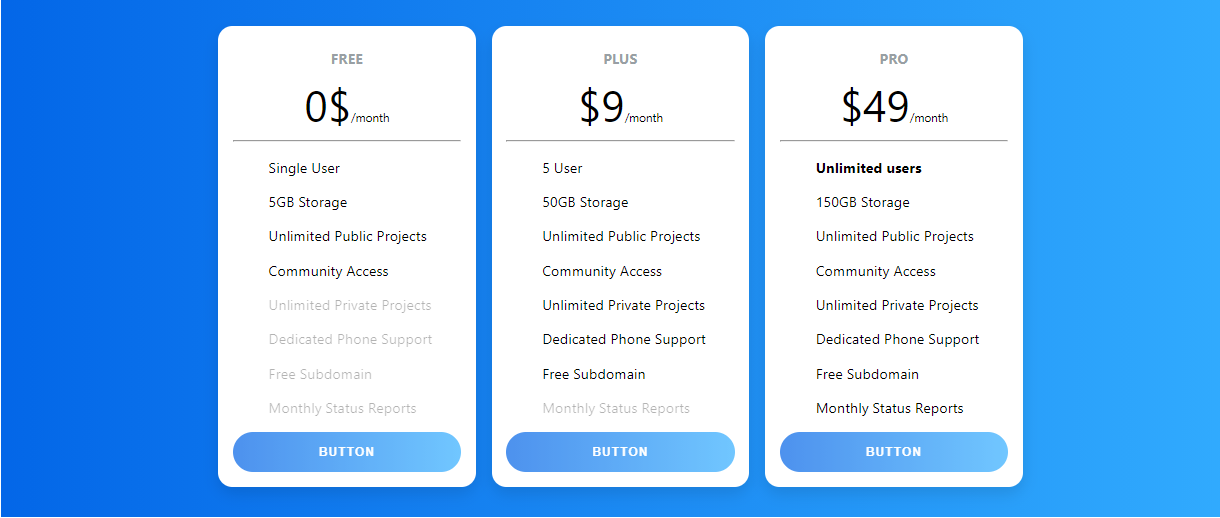 FREE
0$/month
Single User
5GB Storage
Unlimited Public Projects
Community Access
Unlimited Private Projects
Dedicated Phone Support
Free Subdomain
Monthly Status Reports
BUTTON
PLUS
$9/month
5 User
50GB Storage
Unlimited Public Projects
Community Access
Unlimited Private Projects
Dedicated Phone Support
Free Subdomain
Monthly Status Reports
BUTTON
PRO
$49/month
Unlimited users
150GB Storage
Unlimited Public Projects
Community Access
Unlimited Private Projects
Dedicated Phone Support
Free Subdomain
Monthly Status Reports
BUTTON